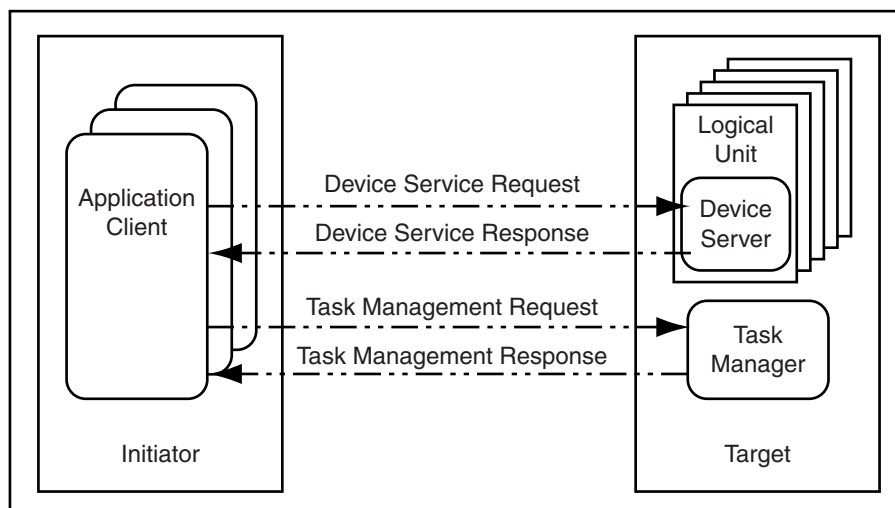 Application
Client
Initiator
Device Service Request
Device Service Response
Task Management Request
Task Management Response
Logical
Unit
Device
Server
Task
Manager
Target